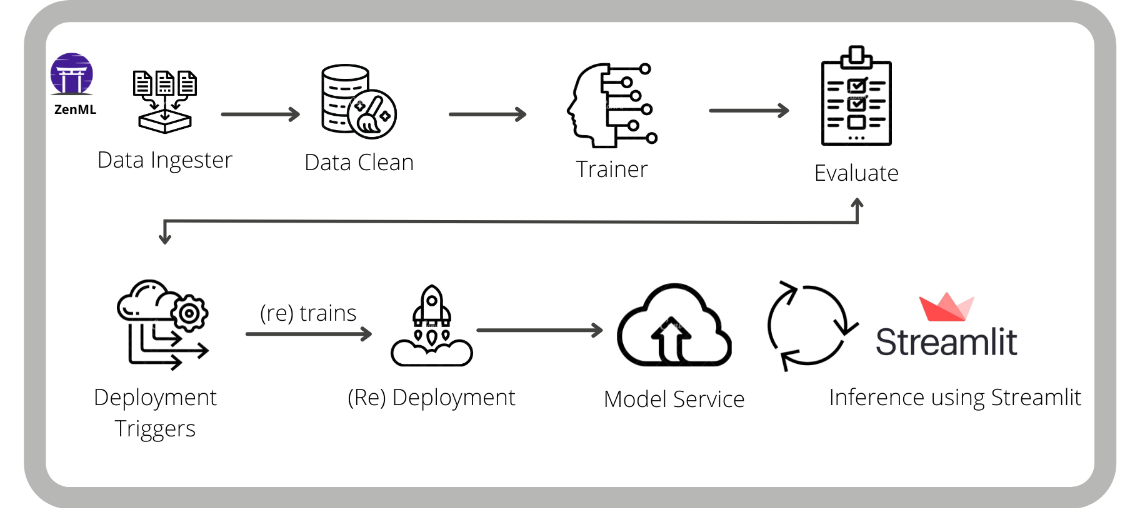 ZenML
Data Ingester
Data Clean
Trainer
Evaluate
(re) trains
Streamlit
Deployment
Triggers
(Re) Deployment
Model Service
Inference using Streamlit